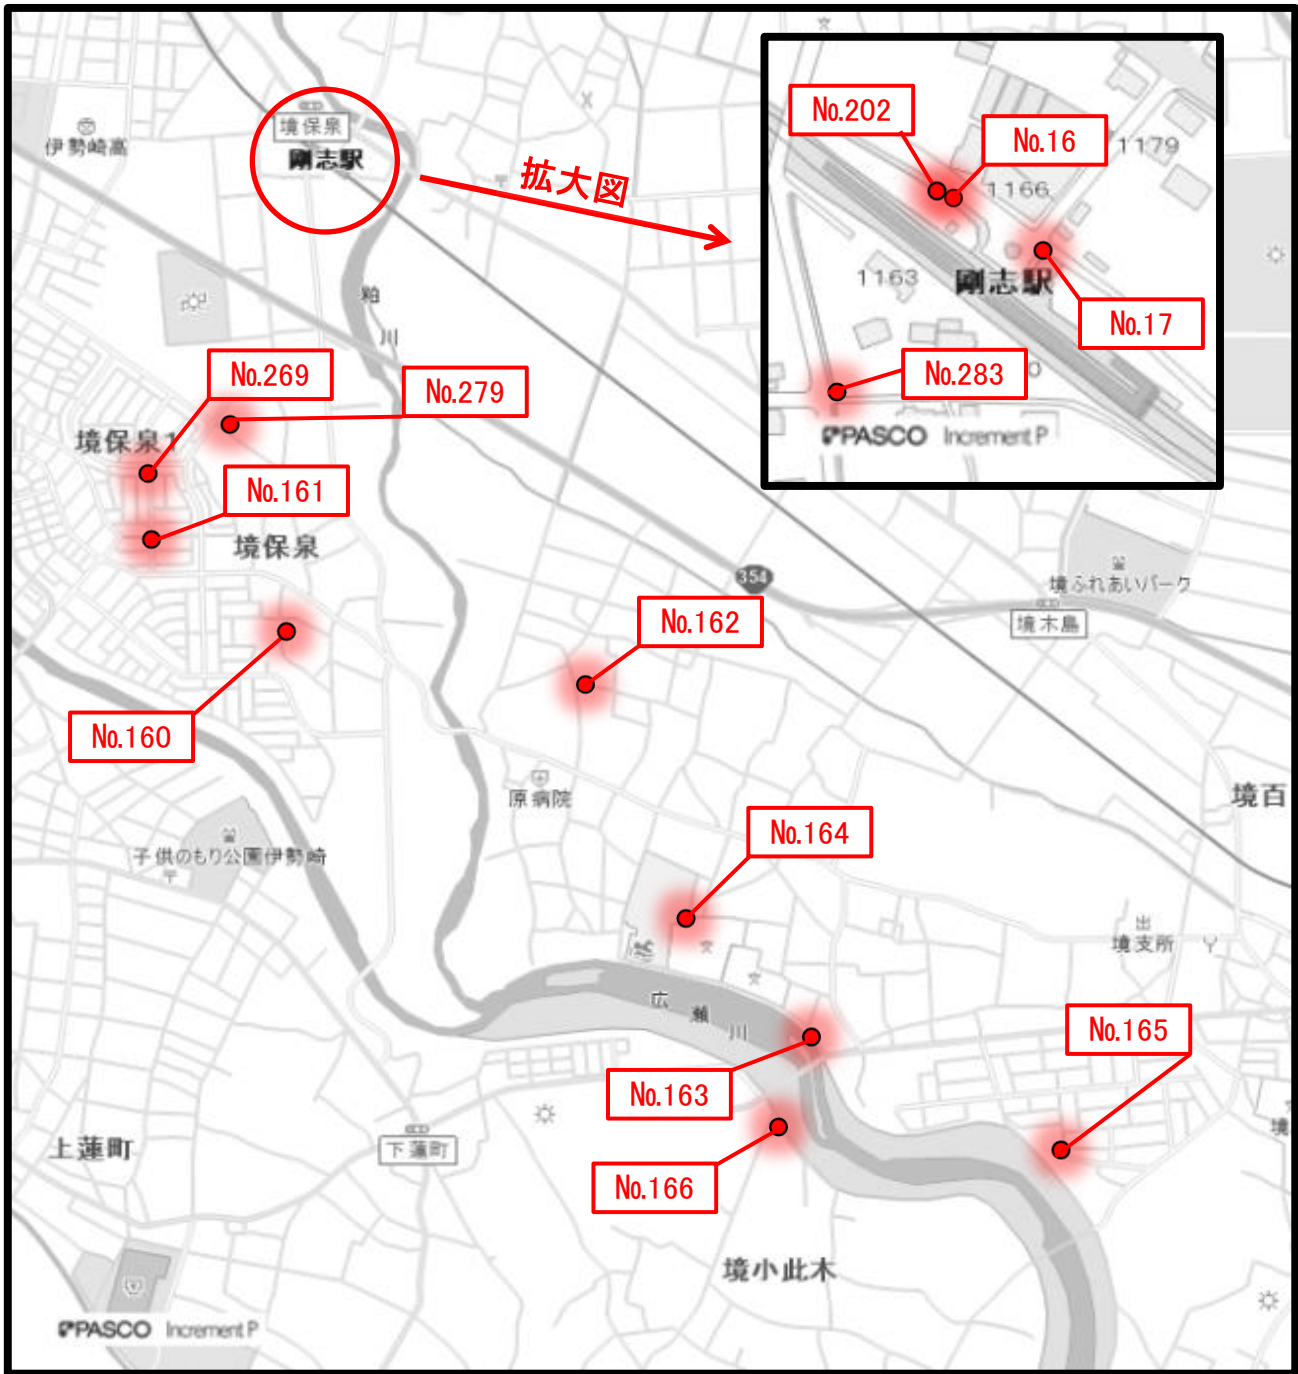 境保泉
剛志駅
伊勢崎高
拡大図
No.202
No.16
1179
1166
1163
剛志駅
No.17
No.283
PASCO Increment P
粕川
No.269
No.279
境保泉1
No.161
境保泉
354
境ふれあいパーク
境木島
No.162
No.160
原病院
境百
子供のもり公園伊勢崎
No.164
境支所
広瀬川
No.165
No.163
上蓮町
下蓮町
境
No.166
境小此木
PASCO Increment P